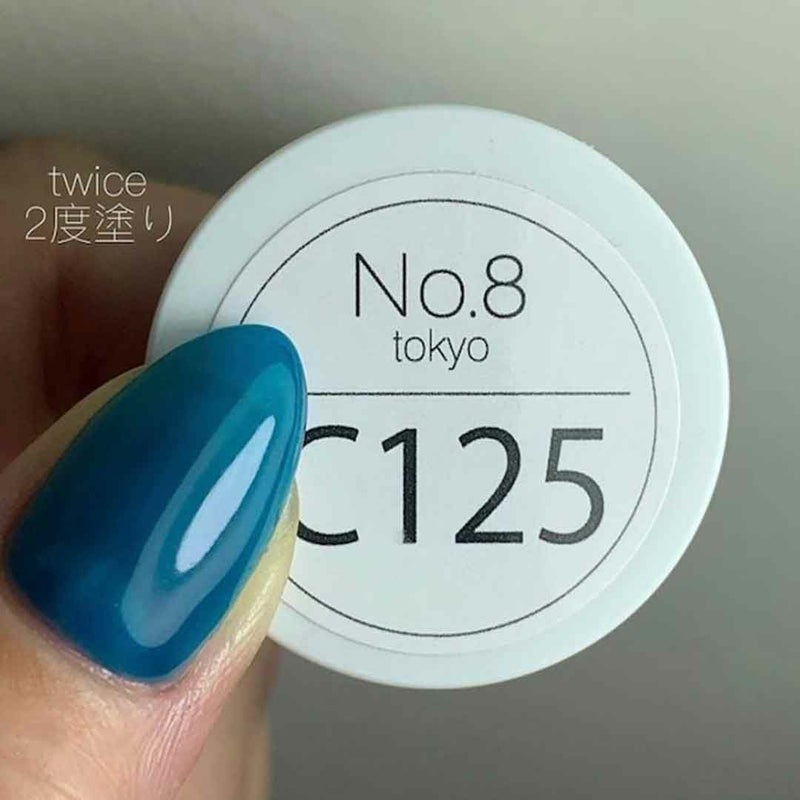 twice
2度塗り
No.8
tokyo
C125